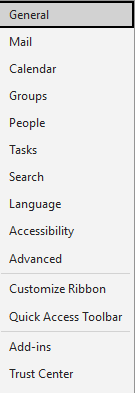 General
Mail
Calendar
Groups
People
Tasks
Search
Language
Accessibility
Advanced
Customize Ribbon
Quick Access Toolbar
Add-ins
Trust Center